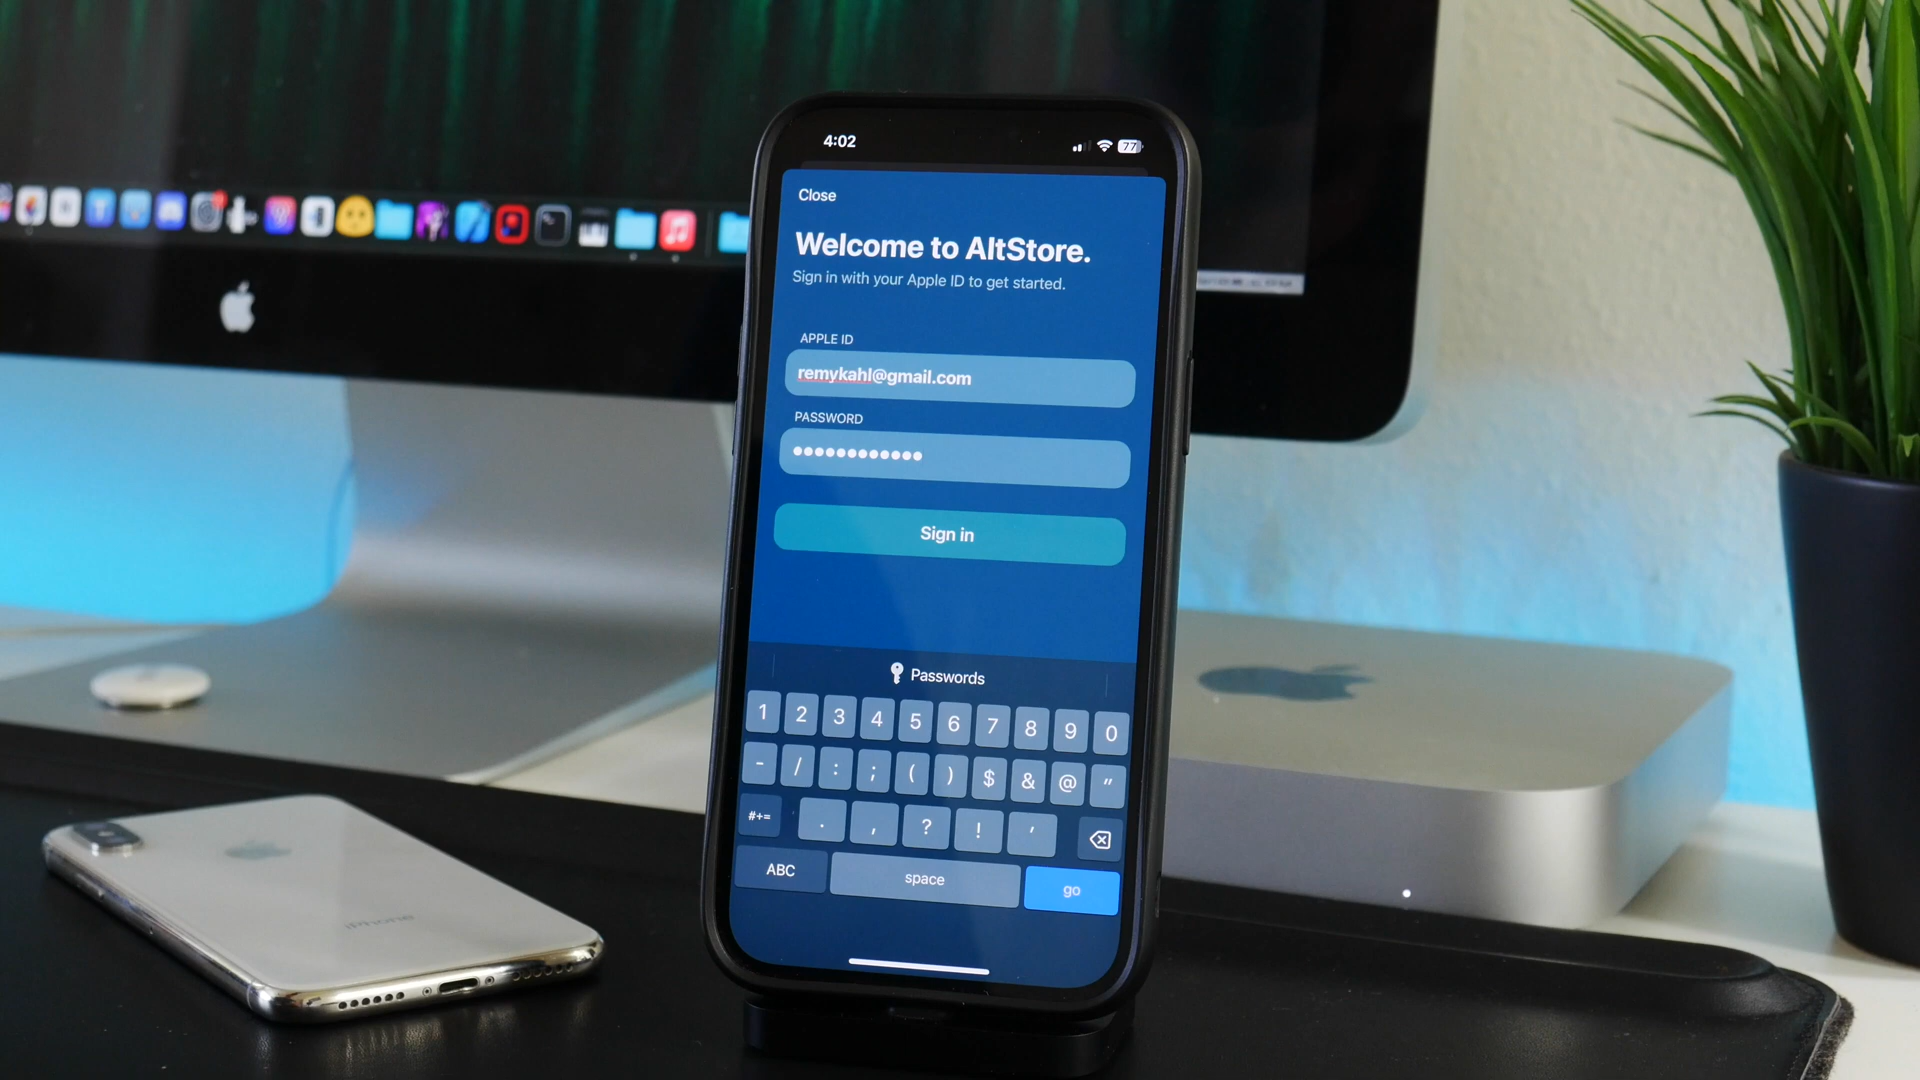 4:02
77
Close
Welcome to AltStore.
Sign in with your Apple ID to get started.
APPLE ID
remykahl@gmail.com
PASSWORD
••••••••••••
Sign in
Passwords
1 2 3 4 5 6 7 8 9 0
- / : ; ( ) $ & @ "
#+= . , ? ! '
ABC space go
iPhone